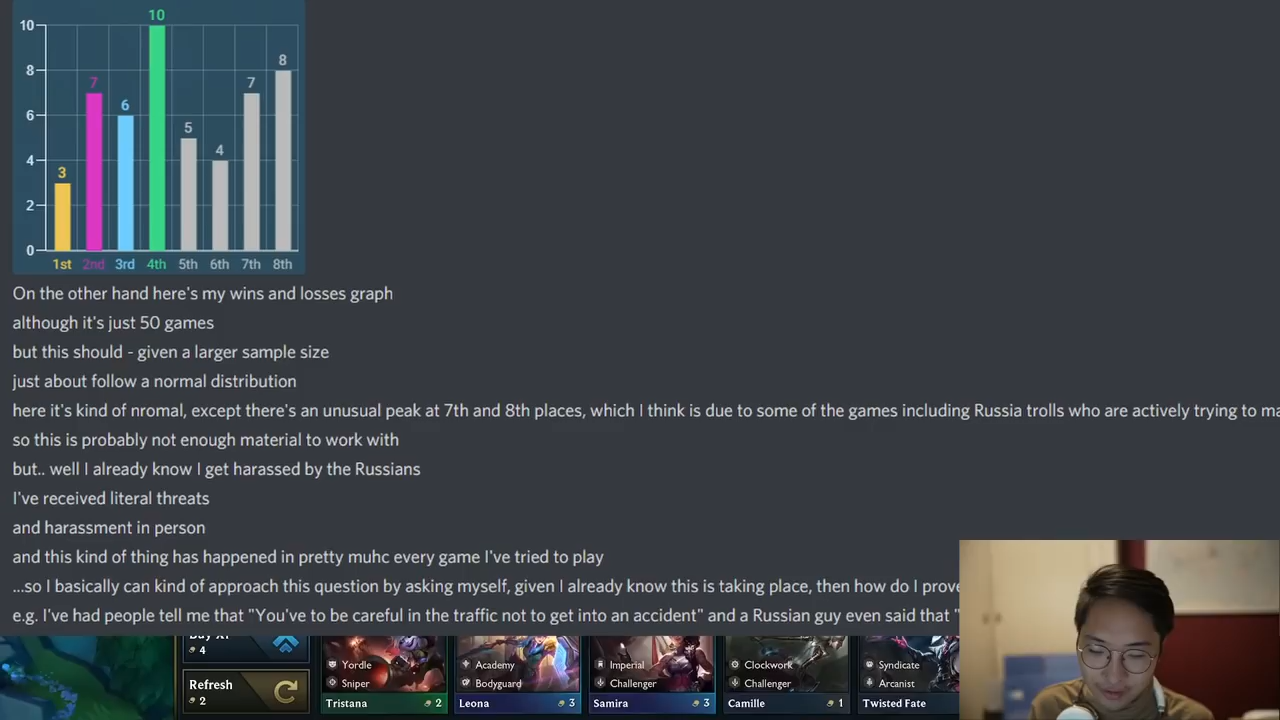 10
8
6
4
2
0
3
7
6
10
5
4
7
8
1st 2nd 3rd 4th 5th 6th 7th 8th
On the other hand here's my wins and losses graph
although it's just 50 games
but this should - given a larger sample size
just about follow a normal distribution
here it's kind of nromal, except there's an unusual peak at 7th and 8th places, which I think is due to some of the games including Russia trolls who are actively trying to ma
so this is probably not enough material to work with
but.. well I already know I get harassed by the Russians
I've received literal threats
and harassment in person
and this kind of thing has happened in pretty muhc every game I've tried to play
...so I basically can kind of approach this question by asking myself, given I already know this is taking place, then how do I prove
e.g. I've had people tell me that "You've to be careful in the traffic not to get into an accident" and a Russian guy even said that "
Buy XP
4
Refresh
2
Yordle
Sniper
Tristana 2
Academy
Bodyguard
Leona 3
Imperial
Challenger
Samira 3
Clockwork
Challenger
Camille 1
Syndicate
Arcanist
Twisted Fate